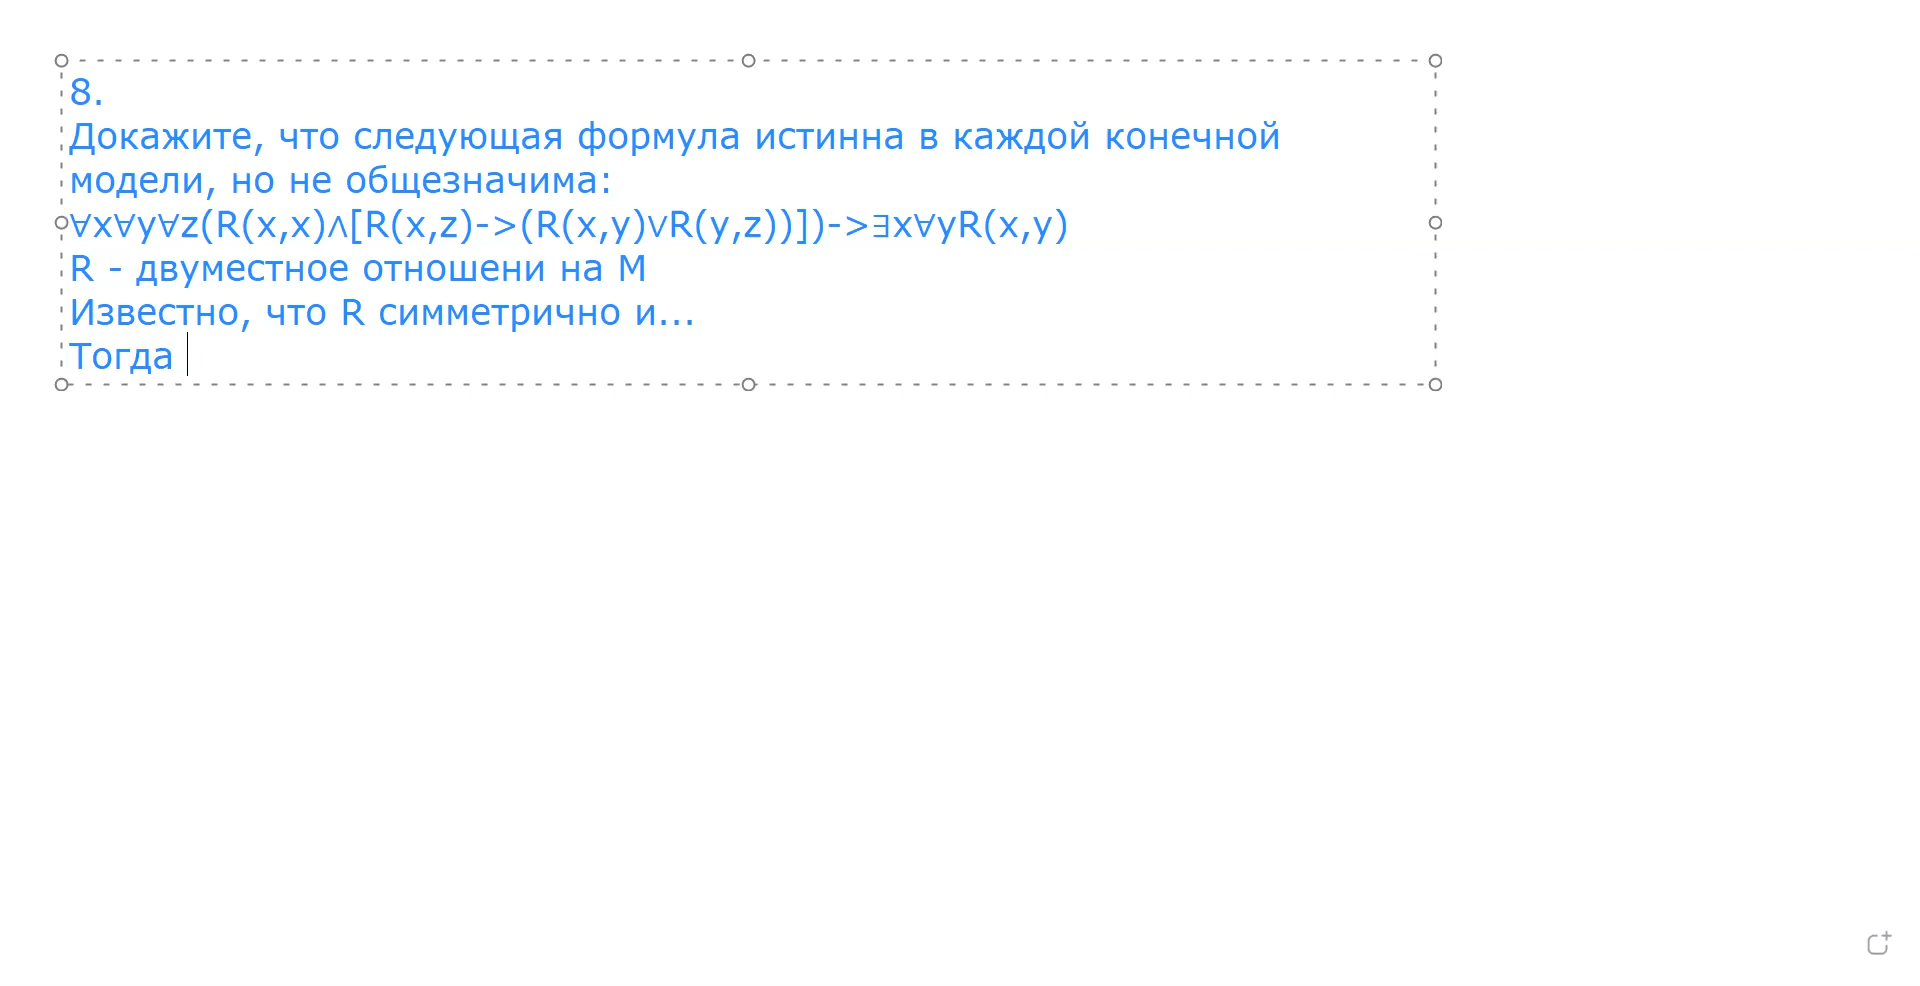 8.
Докажите, что следующая формула истинна в каждой конечной
модели, но не общезначима:
∀x∀y∀z(R(x,x)∧[R(x,z)->(R(x,y)∨R(y,z))])->∃x∀yR(x,y)
R - двуместное отношени на M
Известно, что R симметрично и...
Тогда